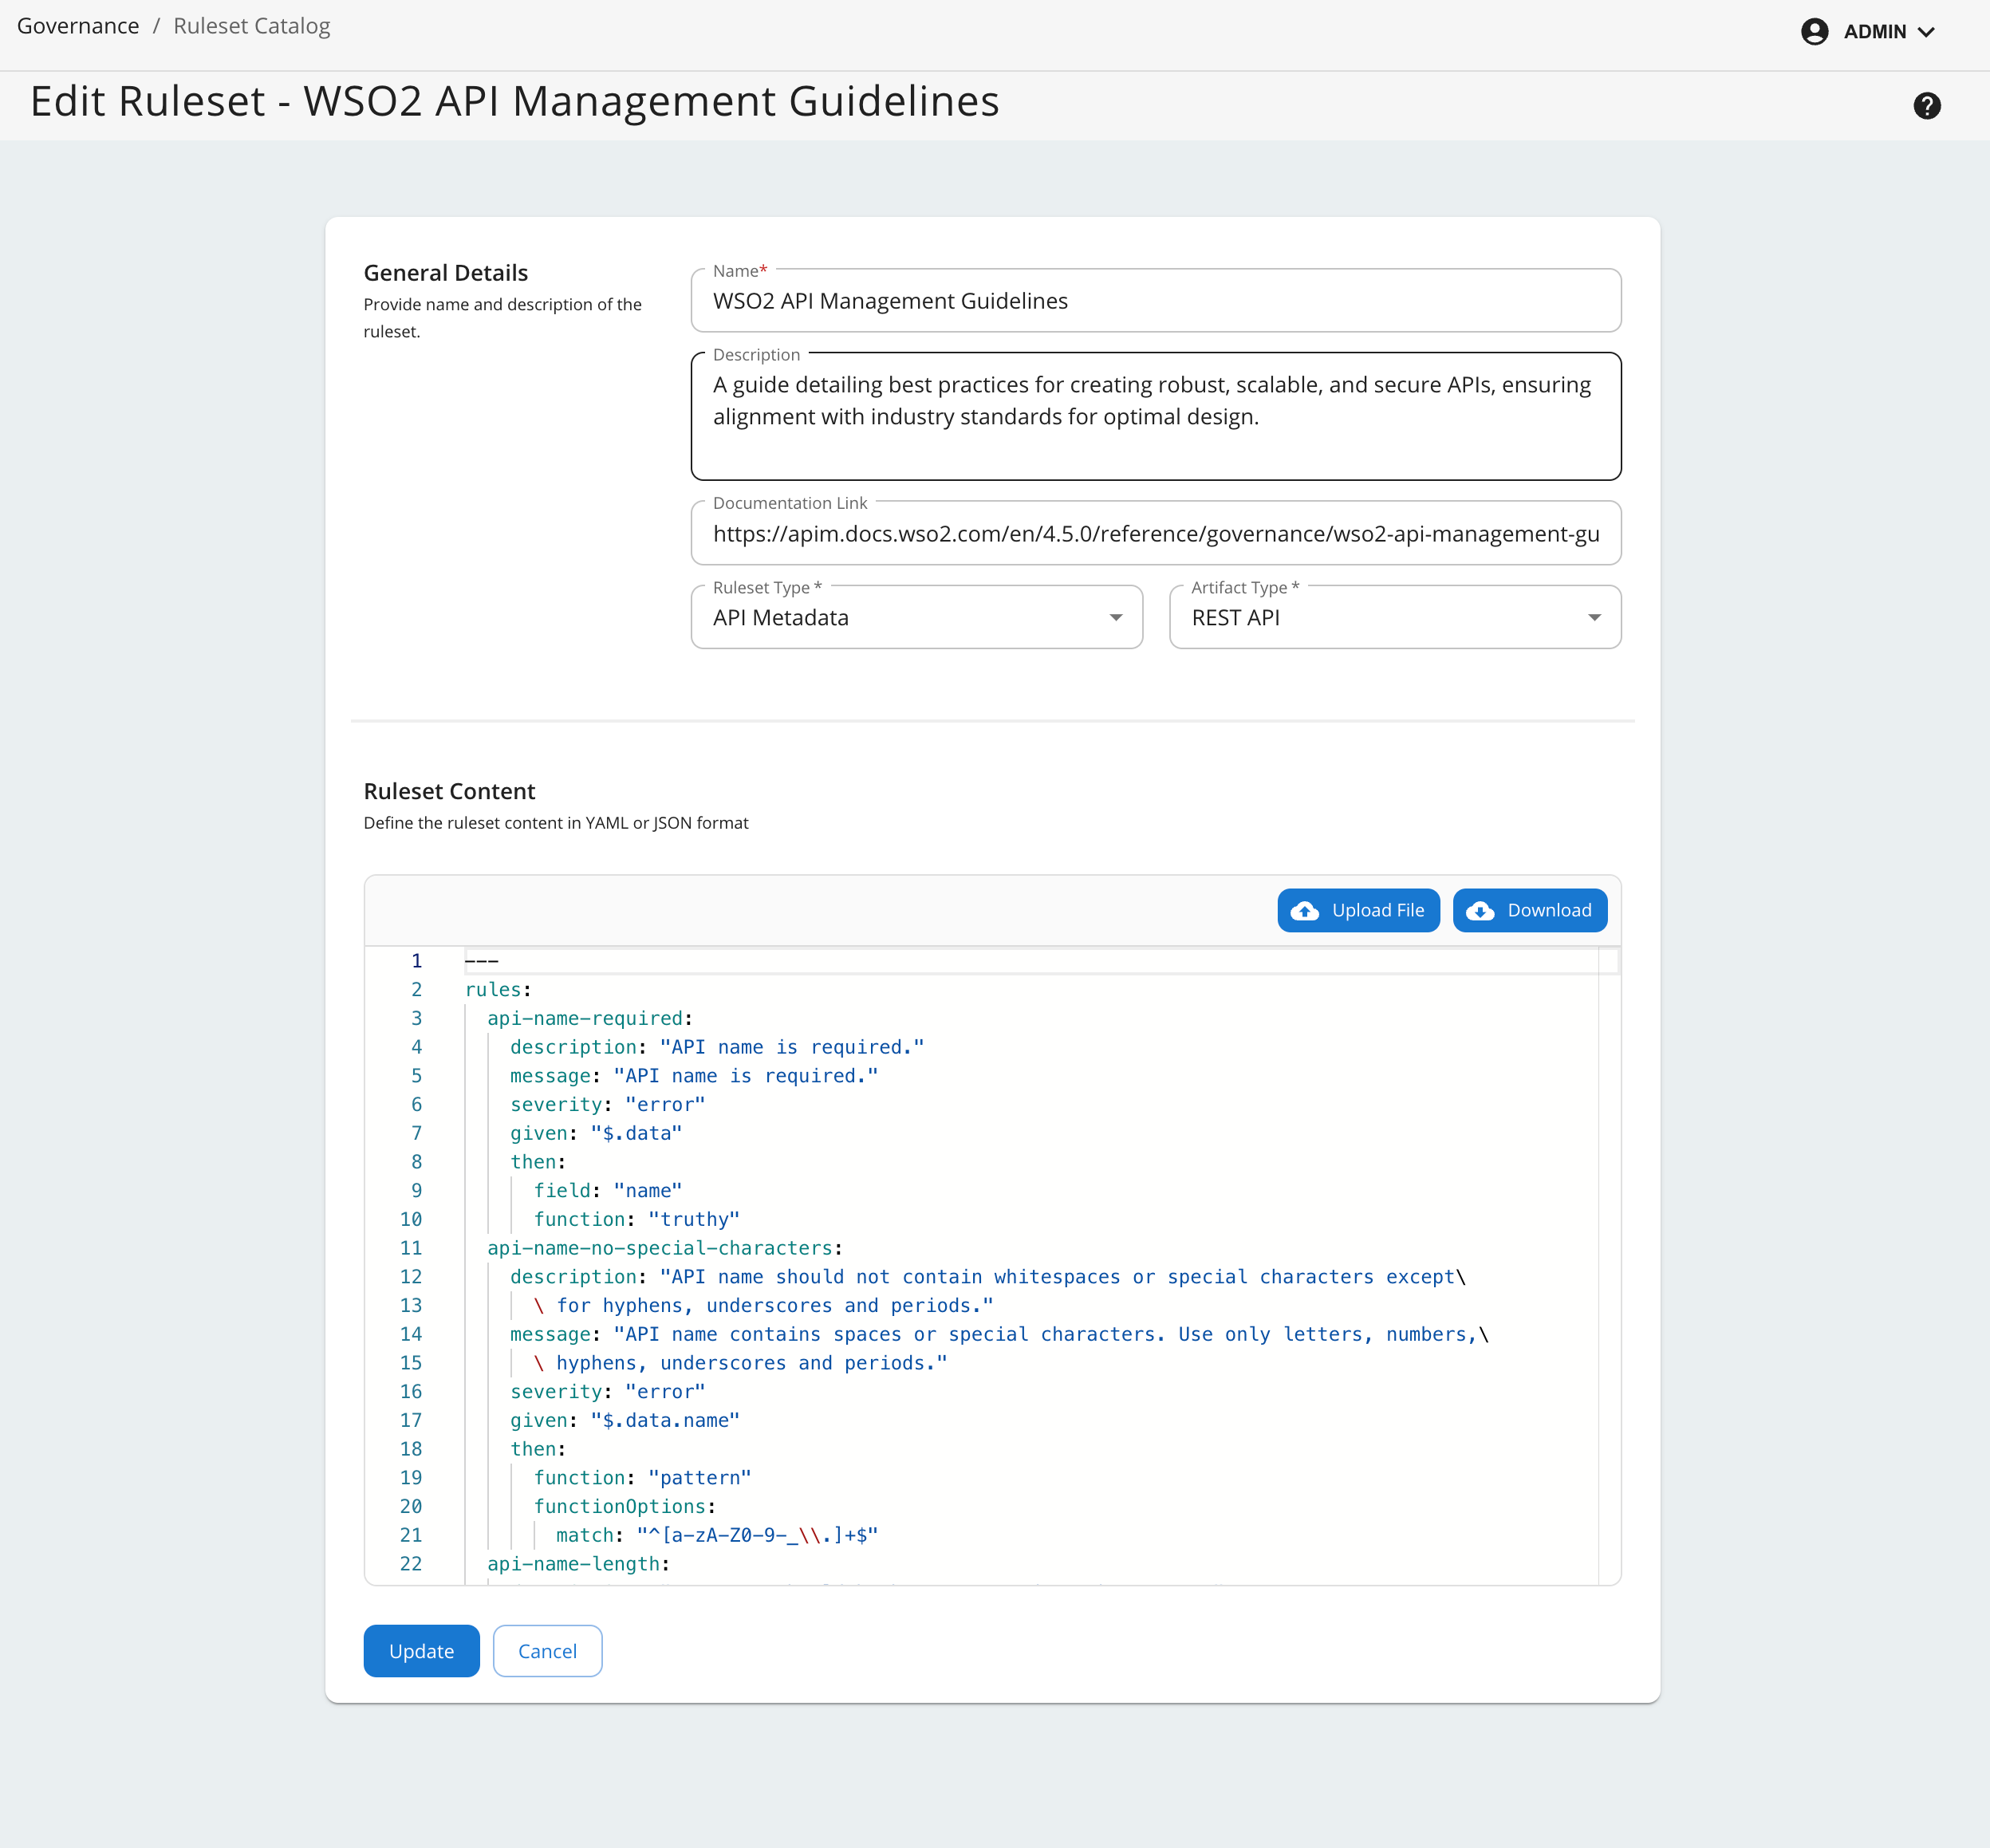 Governance / Ruleset Catalog
ADMIN
Edit Ruleset - WSO2 API Management Guidelines
General Details
Provide name and description of the
ruleset.
Name*
WSO2 API Management Guidelines
Description
A guide detailing best practices for creating robust, scalable, and secure APIs, ensuring
alignment with industry standards for optimal design.
Documentation Link
https://apim.docs.wso2.com/en/4.5.0/reference/governance/wso2-api-management-gu
Ruleset Type *
API Metadata
Artifact Type *
REST API
Ruleset Content
Define the ruleset content in YAML or JSON format
Upload File
Download
1 ---
2 rules:
3 api-name-required:
4 description: "API name is required."
5 message: "API name is required."
6 severity: "error"
7 given: "$.data"
8 then:
9 field: "name"
10 function: "truthy"
11 api-name-no-special-characters:
12 description: "API name should not contain whitespaces or special characters except\
13 \ for hyphens, underscores and periods."
14 message: "API name contains spaces or special characters. Use only letters, numbers,\
15 \ hyphens, underscores and periods."
16 severity: "error"
17 given: "$.data.name"
18 then:
19 function: "pattern"
20 functionOptions:
21 match: "^[a-zA-Z0-9-_\\.]+$"
22 api-name-length:
Update
Cancel